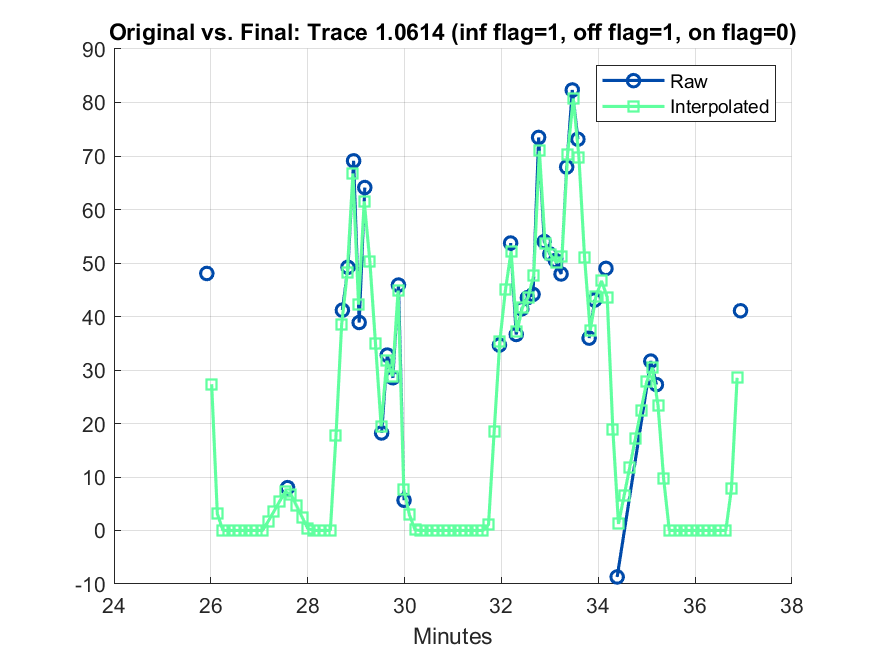 Original vs. Final: Trace 1.0614 (inf flag=1, off flag=1, on flag=0)
90
80
70
60
50
40
30
20
10
0
-10
Raw
Interpolated
24 26 28 30 32 34 36 38
Minutes